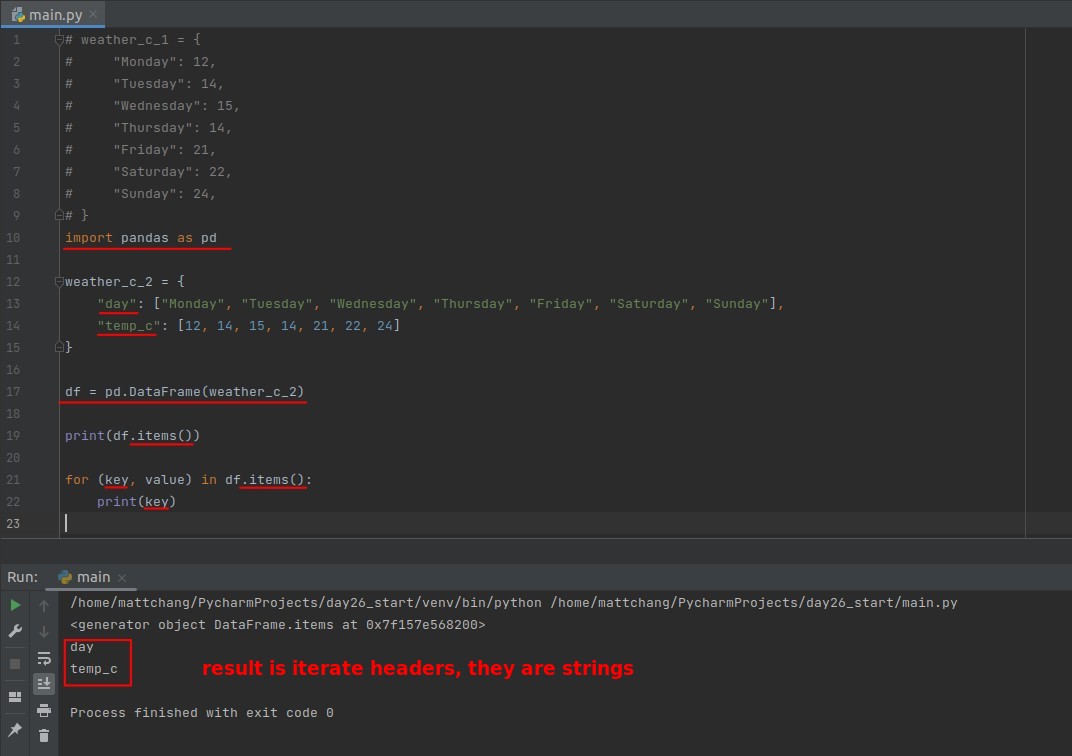 main.py
1 # weather_c_1 = {
2 #     "Monday": 12,
3 #     "Tuesday": 14,
4 #     "Wednesday": 15,
5 #     "Thursday": 14,
6 #     "Friday": 21,
7 #     "Saturday": 22,
8 #     "Sunday": 24,
9 # }
10 import pandas as pd
11
12 weather_c_2 = {
13     "day": ["Monday", "Tuesday", "Wednesday", "Thursday", "Friday", "Saturday", "Sunday"],
14     "temp_c": [12, 14, 15, 14, 21, 22, 24]
15 }
16
17 df = pd.DataFrame(weather_c_2)
18
19 print(df.items())
20
21 for (key, value) in df.items():
22     print(key)
23
Run: main
/home/mattchang/PycharmProjects/day26_start/venv/bin/python /home/mattchang/PycharmProjects/day26_start/main.py
<generator object DataFrame.items at 0x7f157e568200>
day
temp_c
result is iterate headers, they are strings
Process finished with exit code 0